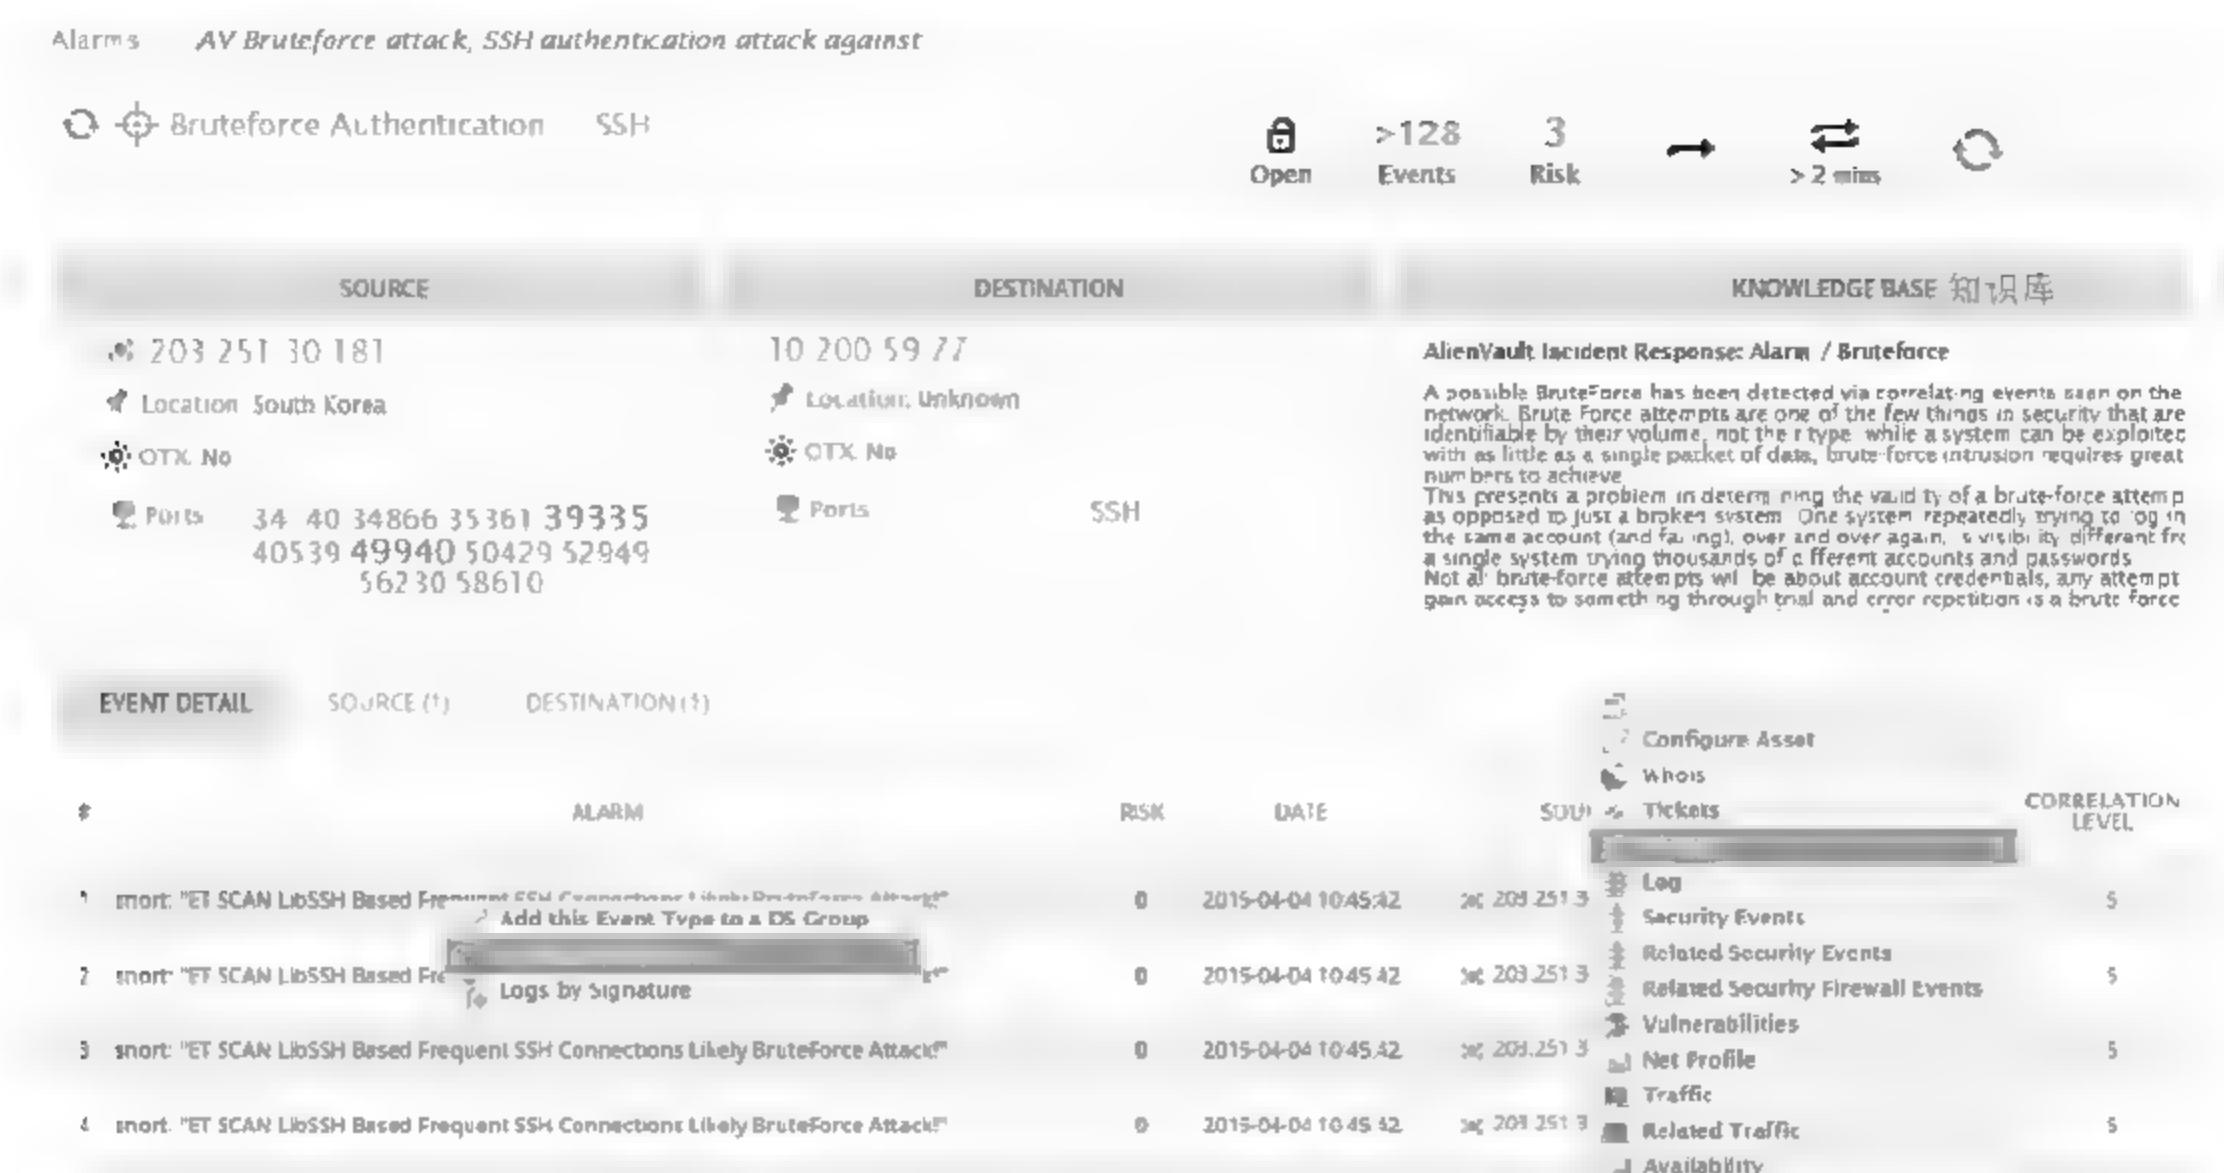 Alarms AV Bruteforce attack, SSH authentication attack against
Bruteforce Authentication SSH
Open
>128 Events
3 Risk
> 2 mins
SOURCE
203 251 30 181
Location South Korea
OTX No
Ports 34 40 34866 35361 39335
40539 49940 50429 52949
56230 58610
DESTINATION
10 200 59 77
Location: Unknown
OTX No
Ports SSH
KNOWLEDGE BASE 知识库
AlienVault Incident Response: Alarm / Bruteforce
A possible BruteForce has been detected via correlating events seen on the
network. Brute Force attempts are one of the few things in security that are
identifiable by their volume, not their type while a system can be exploited
with as little as a single packet of data, brute-force intrusion requires great
numbers to achieve
This presents a problem in determining the validity of a brute-force attemp
as opposed to just a broken system One system repeatedly trying to log in
the same account (and failing), over and over again, is visibility different fr
a single system trying thousands of different accounts and passwords
Not all brute-force attempts will be about account credentials, any attempt
gain access to something through trial and error repetition is a brute force
EVENT DETAIL SOURCE (1) DESTINATION (1)
# ALARM RISK DATE SOU CORRELATION LEVEL
1 snort: "ET SCAN LibSSH Based Frequent SSH Connections Likely BruteForce Attack!" 0 2015-04-04 10:45:42 203 251 3 5
2 snort: "ET SCAN LibSSH Based Fre 0 2015-04-04 10:45:42 203.251 3 5
3 snort: "ET SCAN LibSSH Based Frequent SSH Connections Likely BruteForce Attack!" 0 2015-04-04 10:45:42 203.251 3 5
4 snort: "ET SCAN LibSSH Based Frequent SSH Connections Likely BruteForce Attack!" 0 2015-04-04 10:45:42 203 251 3 5
Add this Event Type to a DS Group
Logs by Signature
Configure Asset
Whois
Tickets
Log
Security Events
Related Security Events
Related Security Firewall Events
Vulnerabilities
Net Profile
Traffic
Related Traffic
Availability